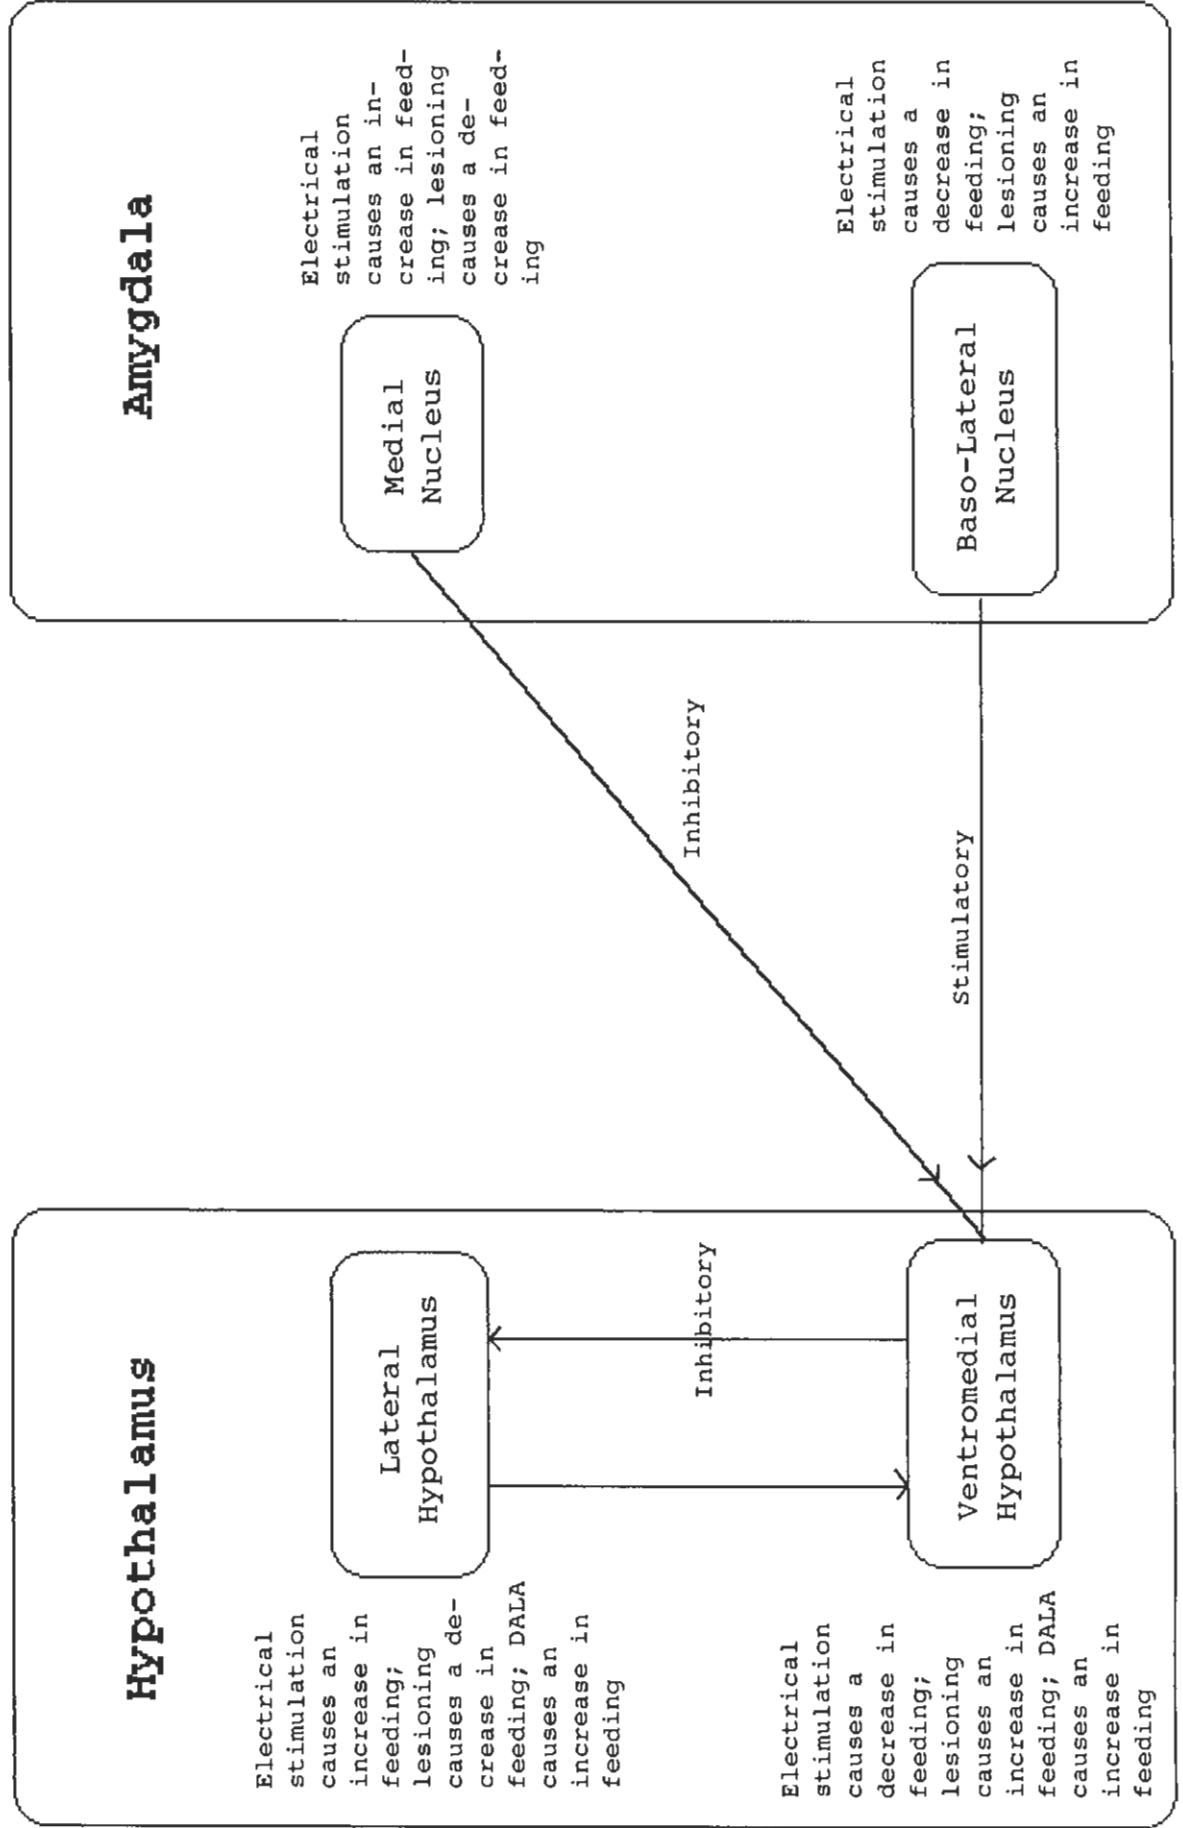 Hypothalamus
Electrical
stimulation
causes an
increase in
feeding;
lesioning
causes a de-
crease in
feeding; DALA
causes an
increase in
feeding
Lateral
Hypothalamus
Inhibitory
Electrical
stimulation
causes a
decrease in
feeding;
lesioning
causes an
increase in
feeding; DALA
causes an
increase in
feeding
Ventromedial
Hypothalamus
Inhibitory
Stimulatory
Amygdala
Medial
Nucleus
Electrical
stimulation
causes an in-
crease in feed-
ing; lesioning
causes a de-
crease in feed-
ing
Baso-Lateral
Nucleus
Electrical
stimulation
causes a
decrease in
feeding;
lesioning
causes an
increase in
feeding